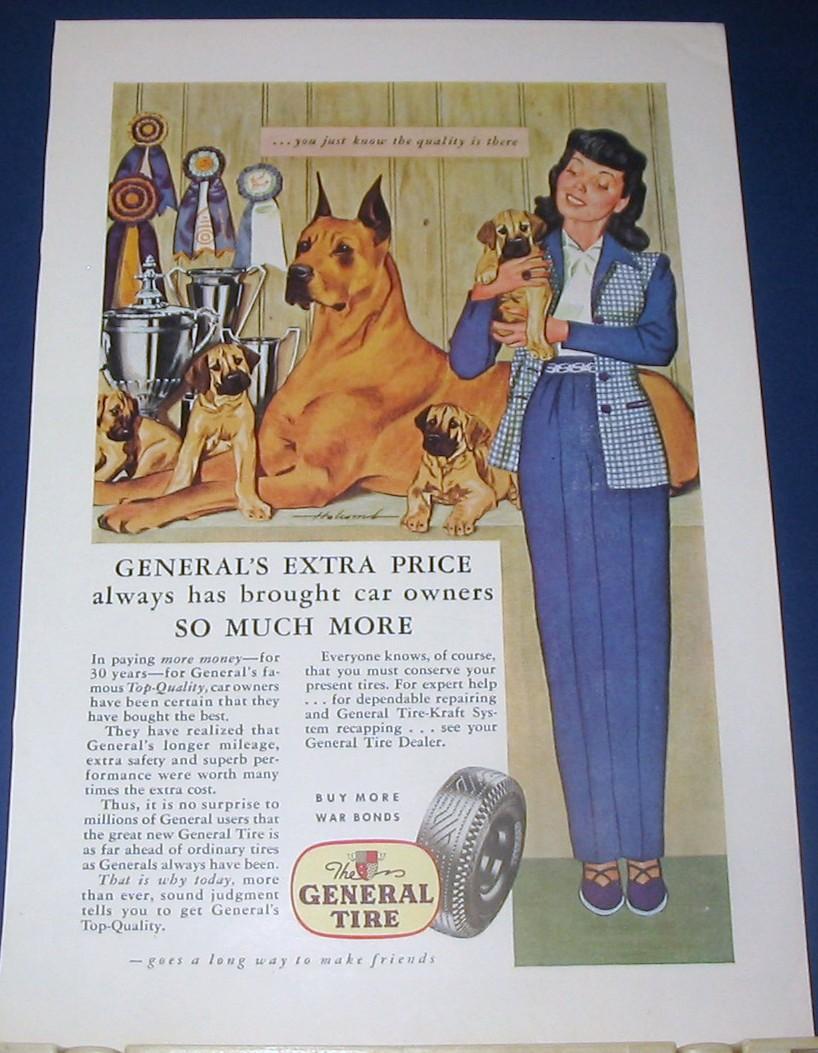 ...you just know the quality is there
Holcomb
GENERAL'S EXTRA PRICE
always has brought car owners
SO MUCH MORE
In paying more money—for
30 years—for General's fa-
mous Top-Quality, car owners
have been certain that they
have bought the best.
They have realized that
General's longer mileage,
extra safety and superb per-
formance were worth many
times the extra cost.
Thus, it is no surprise to
millions of General users that
the great new General Tire is
as far ahead of ordinary tires
as Generals always have been.
That is why today, more
than ever, sound judgment
tells you to get General's
Top-Quality.
Everyone knows, of course,
that you must conserve your
present tires. For expert help
. . . for dependable repairing
and General Tire-Kraft Sys-
tem recapping . . . see your
General Tire Dealer.
BUY MORE
WAR BONDS
The
GENERAL
TIRE
—goes a long way to make friends